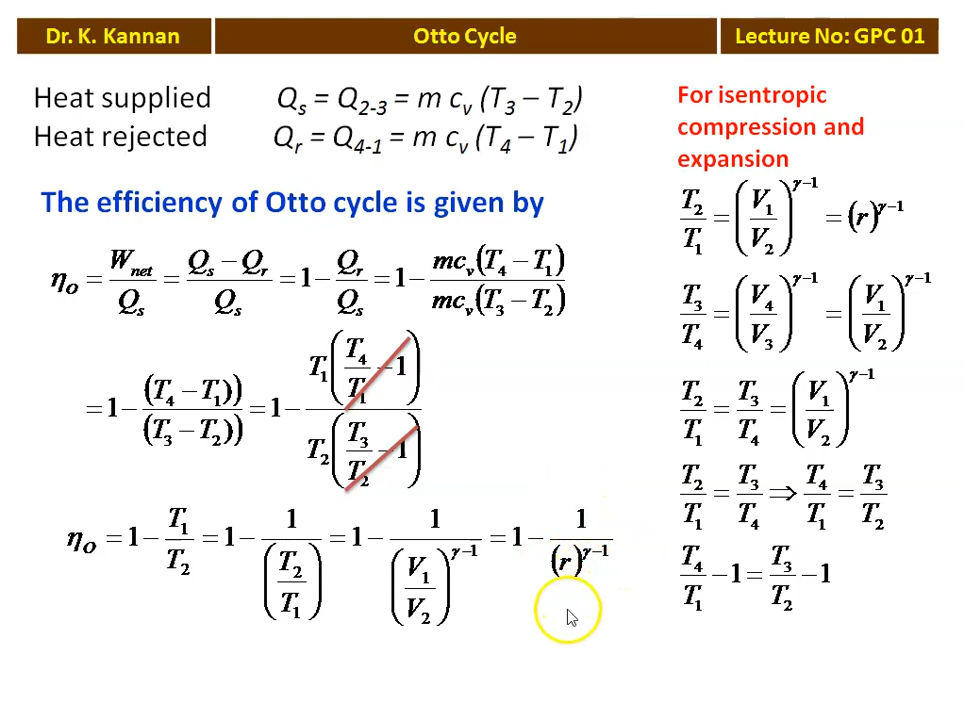 Dr. K. Kannan
Otto Cycle
Lecture No: GPC 01
Heat supplied Qₛ = Q₂₋₃ = m cᵥ (T₃ – T₂)
Heat rejected Qᵣ = Q₄₋₁ = m cᵥ (T₄ – T₁)
The efficiency of Otto cycle is given by
η_O = W_net/Qₛ = (Qₛ − Qᵣ)/Qₛ = 1 − Qᵣ/Qₛ = 1 − mcᵥ(T₄ − T₁)/mcᵥ(T₃ − T₂)
= 1 − (T₄ − T₁))/(T₃ − T₂)) = 1 − T₁(T₄/T₁ − 1)/T₂(T₃/T₂ − 1)
η_O = 1 − T₁/T₂ = 1 − 1/(T₂/T₁) = 1 − 1/(V₁/V₂)^(γ−1) = 1 − 1/(r)^(γ−1)
For isentropic
compression and
expansion
T₂/T₁ = (V₁/V₂)^(γ−1) = (r)^(γ−1)
T₃/T₄ = (V₄/V₃)^(γ−1) = (V₁/V₂)^(γ−1)
T₂/T₁ = T₃/T₄ = (V₁/V₂)^(γ−1)
T₂/T₁ = T₃/T₄ ⇒ T₄/T₁ = T₃/T₂
T₄/T₁ − 1 = T₃/T₂ − 1